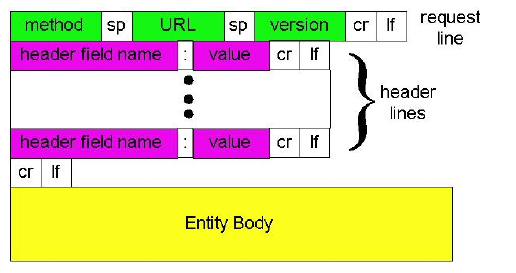 method sp URL sp version cr lf request line
header field name : value cr lf
header lines
header field name : value cr lf
cr lf
Entity Body